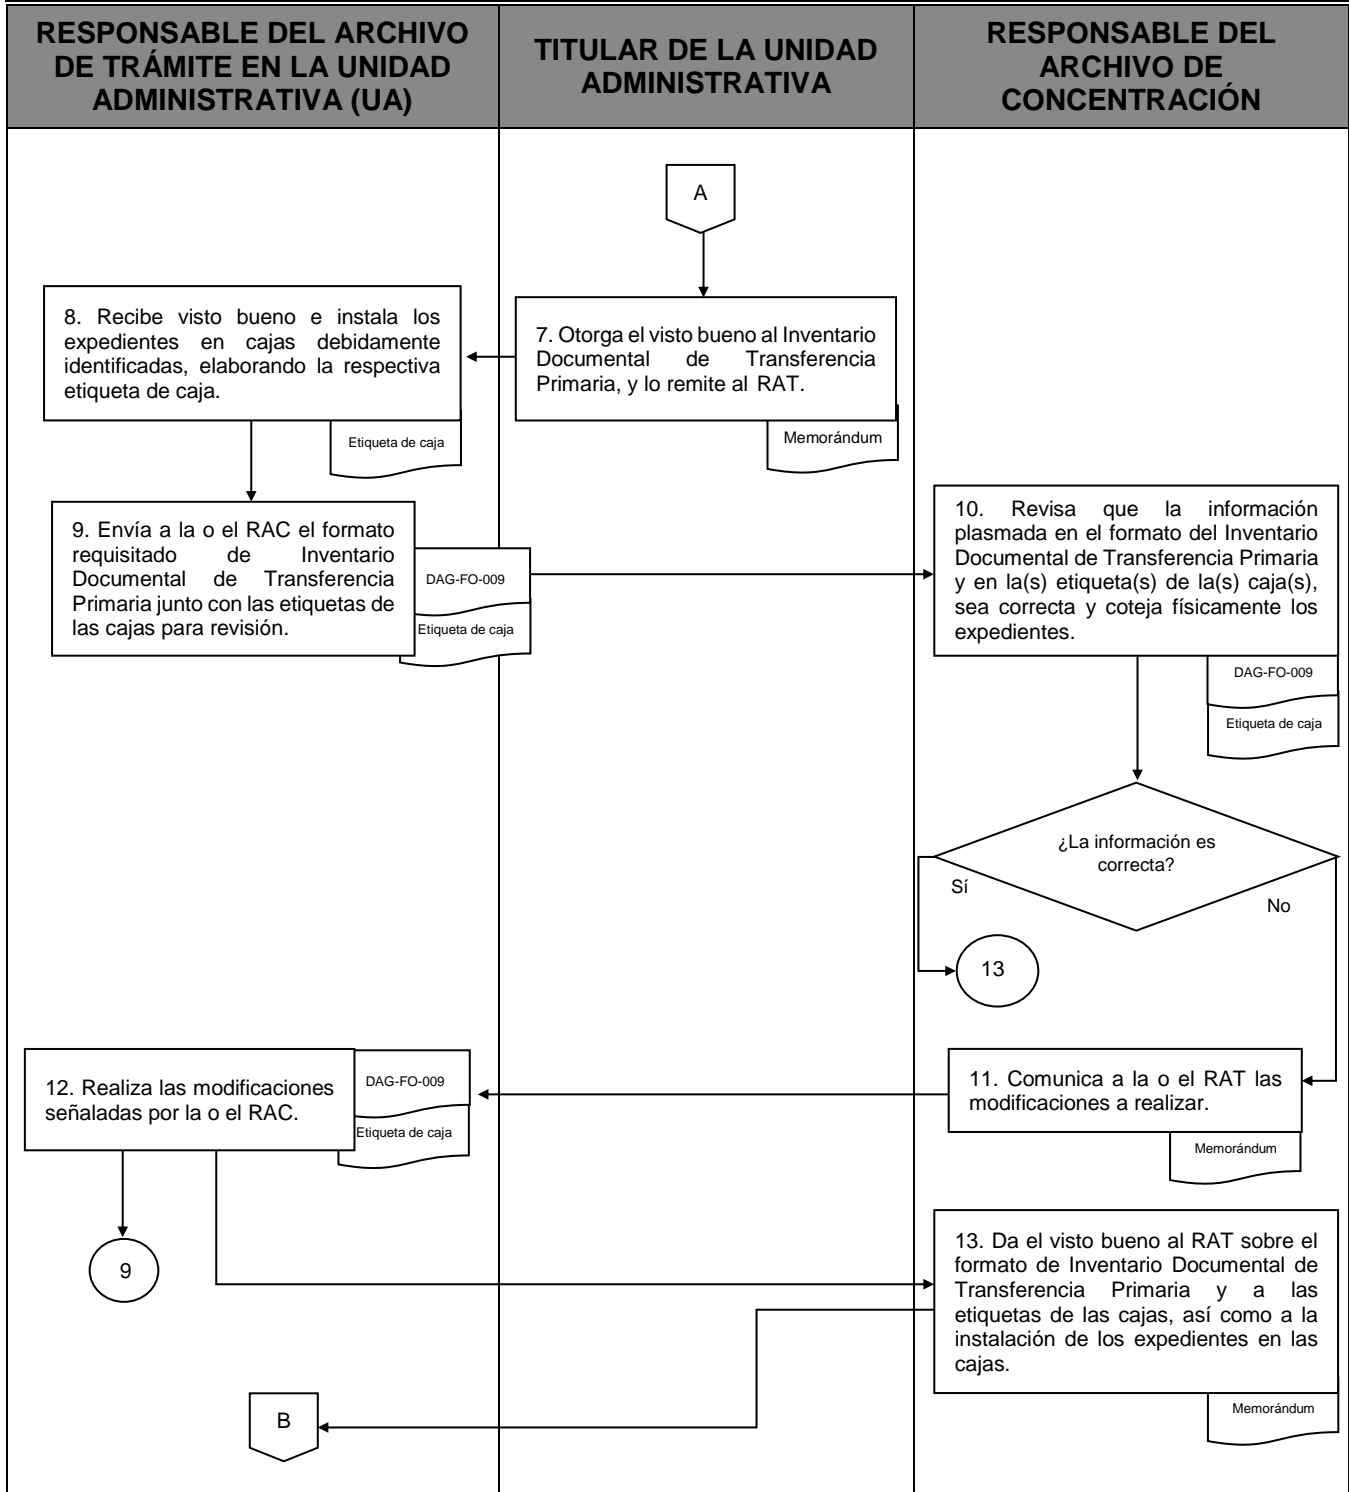 RESPONSABLE DEL ARCHIVO
DE TRÁMITE EN LA UNIDAD
ADMINISTRATIVA (UA)
TITULAR DE LA UNIDAD
ADMINISTRATIVA
RESPONSABLE DEL
ARCHIVO DE
CONCENTRACIÓN
A
7. Otorga el visto bueno al Inventario
Documental de Transferencia
Primaria, y lo remite al RAT.
Memorándum
8. Recibe visto bueno e instala los
expedientes en cajas debidamente
identificadas, elaborando la respectiva
etiqueta de caja.
Etiqueta de caja
9. Envía a la o el RAC el formato
requisitado de Inventario
Documental de Transferencia
Primaria junto con las etiquetas de
las cajas para revisión.
DAG-FO-009
Etiqueta de caja
10. Revisa que la información
plasmada en el formato del Inventario
Documental de Transferencia Primaria
y en la(s) etiqueta(s) de la(s) caja(s),
sea correcta y coteja físicamente los
expedientes.
DAG-FO-009
Etiqueta de caja
¿La información es
correcta?
Sí
No
13
11. Comunica a la o el RAT las
modificaciones a realizar.
Memorándum
12. Realiza las modificaciones
señaladas por la o el RAC.
DAG-FO-009
Etiqueta de caja
9
13. Da el visto bueno al RAT sobre el
formato de Inventario Documental de
Transferencia Primaria y a las
etiquetas de las cajas, así como a la
instalación de los expedientes en las
cajas.
Memorándum
B